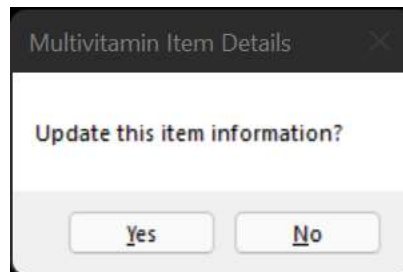 Multivitamin Item Details
Update this item information?
Yes
No